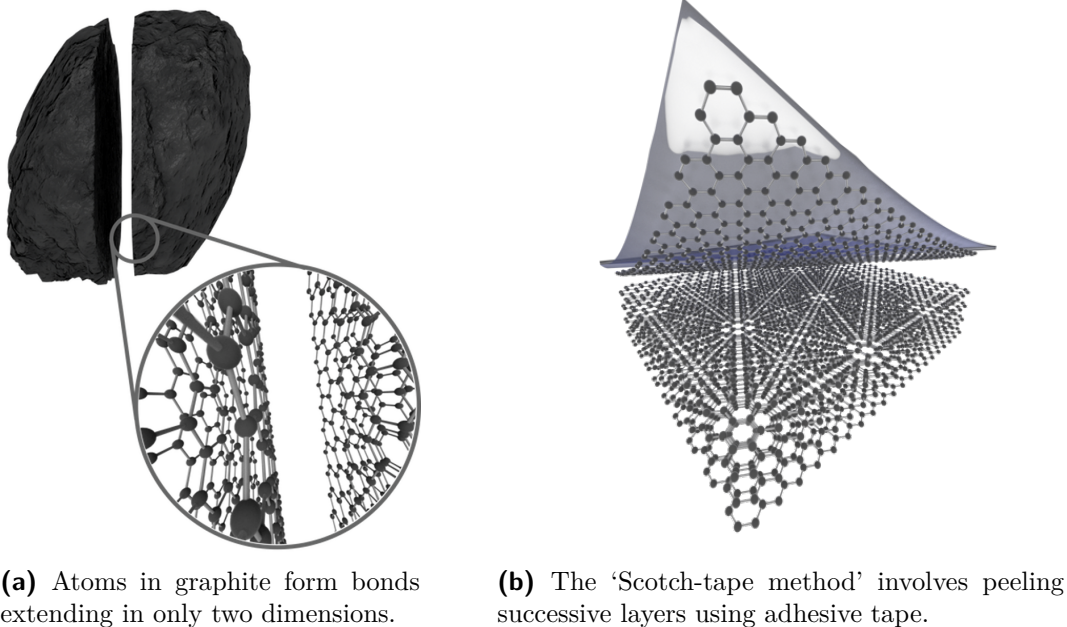 (a) Atoms in graphite form bonds
extending in only two dimensions.
(b) The ‘Scotch-tape method’ involves peeling
successive layers using adhesive tape.